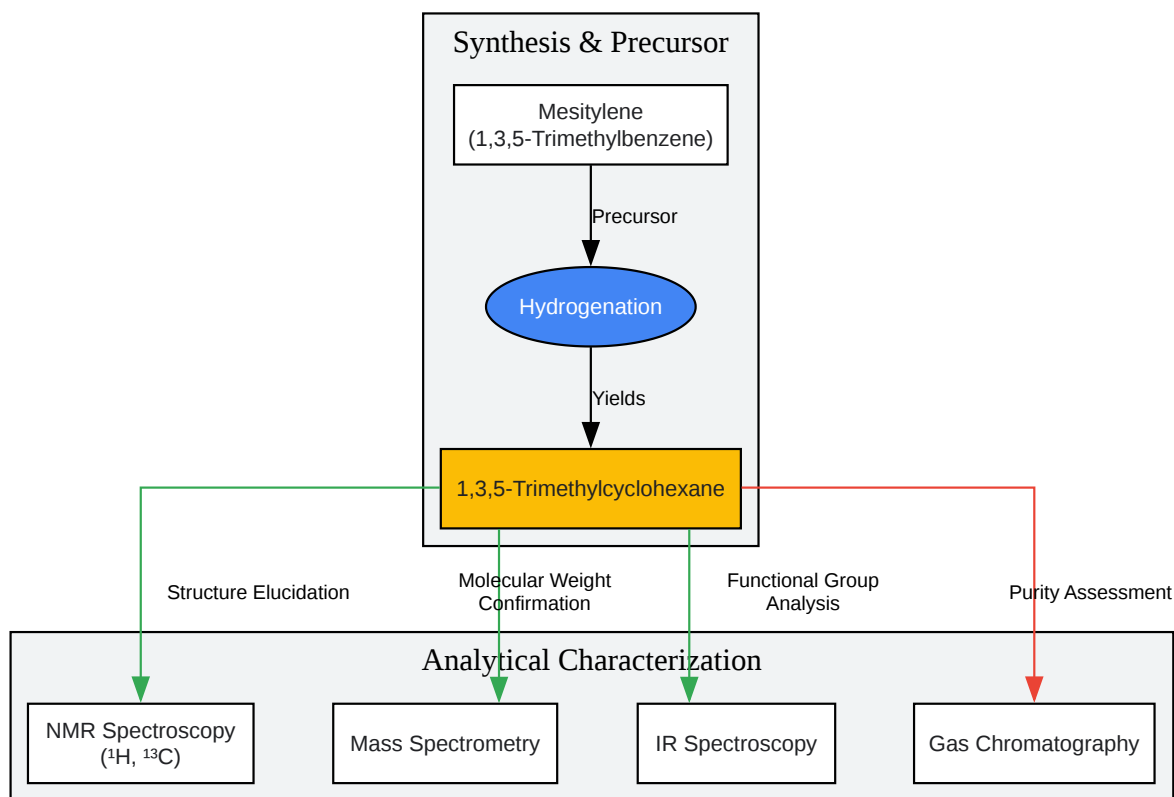 Synthesis & Precursor
Mesitylene
(1,3,5-Trimethylbenzene)
Precursor
Hydrogenation
Yields
1,3,5-Trimethylcyclohexane
Structure Elucidation
Molecular Weight
Confirmation
Functional Group
Analysis
Purity Assessment
Analytical Characterization
NMR Spectroscopy
(¹H, ¹³C)
Mass Spectrometry
IR Spectroscopy
Gas Chromatography